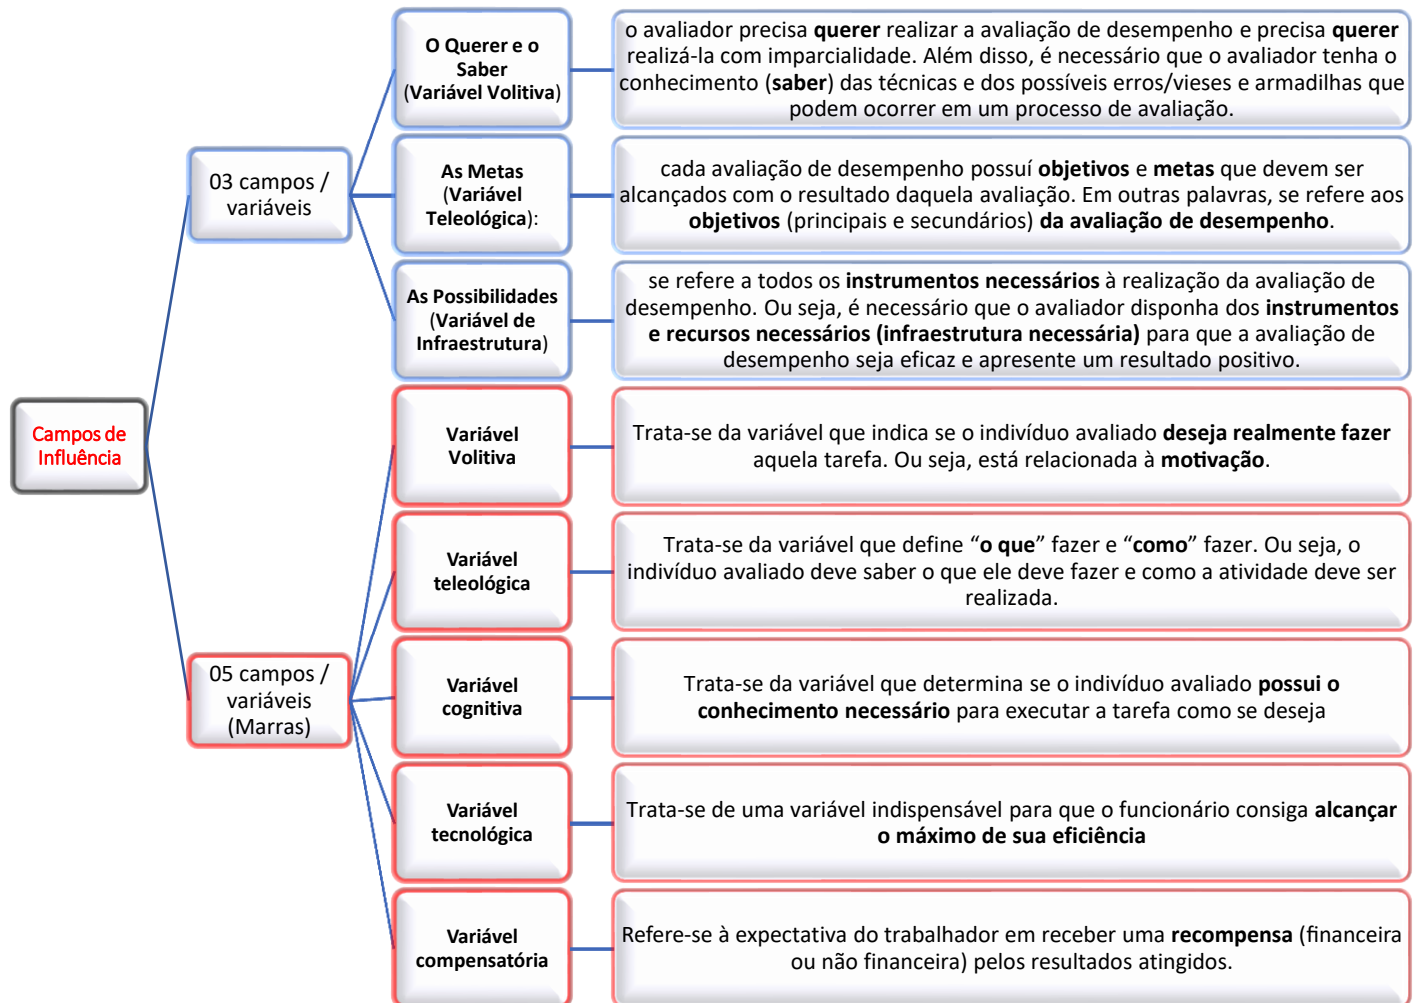 Campos de
Influência
03 campos /
variáveis
O Querer e o
Saber
(Variável Volitiva)
o avaliador precisa querer realizar a avaliação de desempenho e precisa querer
realizá-la com imparcialidade. Além disso, é necessário que o avaliador tenha o
conhecimento (saber) das técnicas e dos possíveis erros/vieses e armadilhas que
podem ocorrer em um processo de avaliação.
As Metas
(Variável
Teleológica):
cada avaliação de desempenho possuí objetivos e metas que devem ser
alcançados com o resultado daquela avaliação. Em outras palavras, se refere aos
objetivos (principais e secundários) da avaliação de desempenho.
As Possibilidades
(Variável de
Infraestrutura)
se refere a todos os instrumentos necessários à realização da avaliação de
desempenho. Ou seja, é necessário que o avaliador disponha dos instrumentos
e recursos necessários (infraestrutura necessária) para que a avaliação de
desempenho seja eficaz e apresente um resultado positivo.
05 campos /
variáveis
(Marras)
Variável
Volitiva
Trata-se da variável que indica se o indivíduo avaliado deseja realmente fazer
aquela tarefa. Ou seja, está relacionada à motivação.
Variável
teleológica
Trata-se da variável que define “o que” fazer e “como” fazer. Ou seja, o
indivíduo avaliado deve saber o que ele deve fazer e como a atividade deve ser
realizada.
Variável
cognitiva
Trata-se da variável que determina se o indivíduo avaliado possui o
conhecimento necessário para executar a tarefa como se deseja
Variável
tecnológica
Trata-se de uma variável indispensável para que o funcionário consiga alcançar
o máximo de sua eficiência
Variável
compensatória
Refere-se à expectativa do trabalhador em receber uma recompensa (financeira
ou não financeira) pelos resultados atingidos.